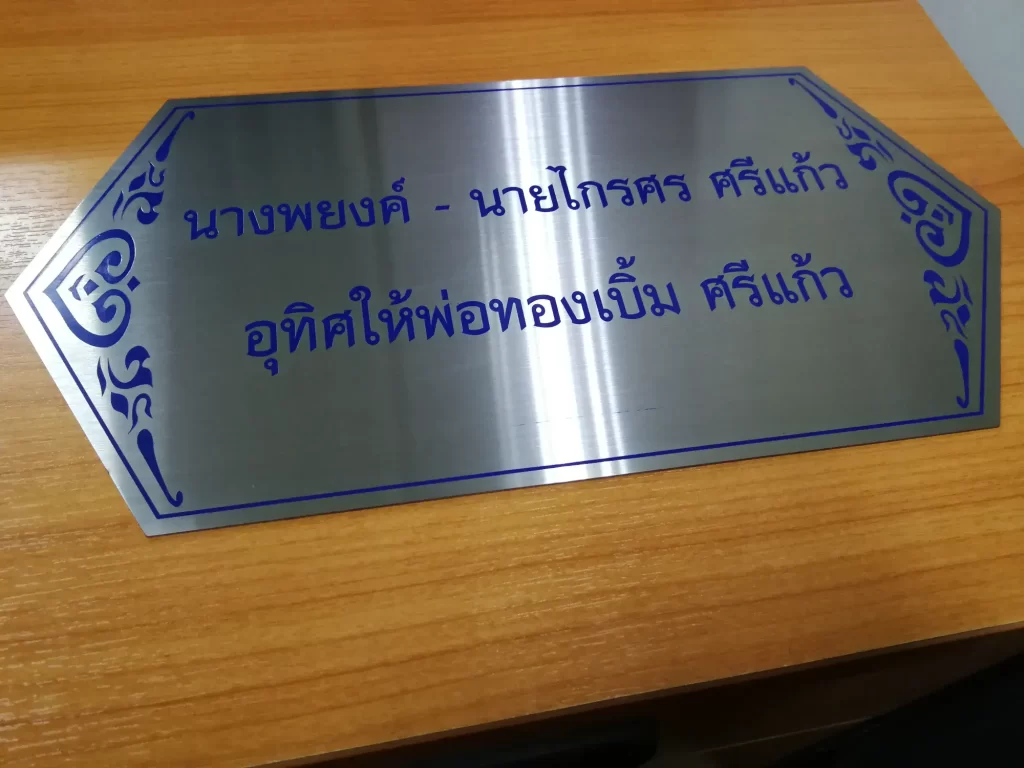 นางพยงค์ - นายไกรศร ศรีแก้ว
อุทิศให้พ่อทองเบิ้ม ศรีแก้ว